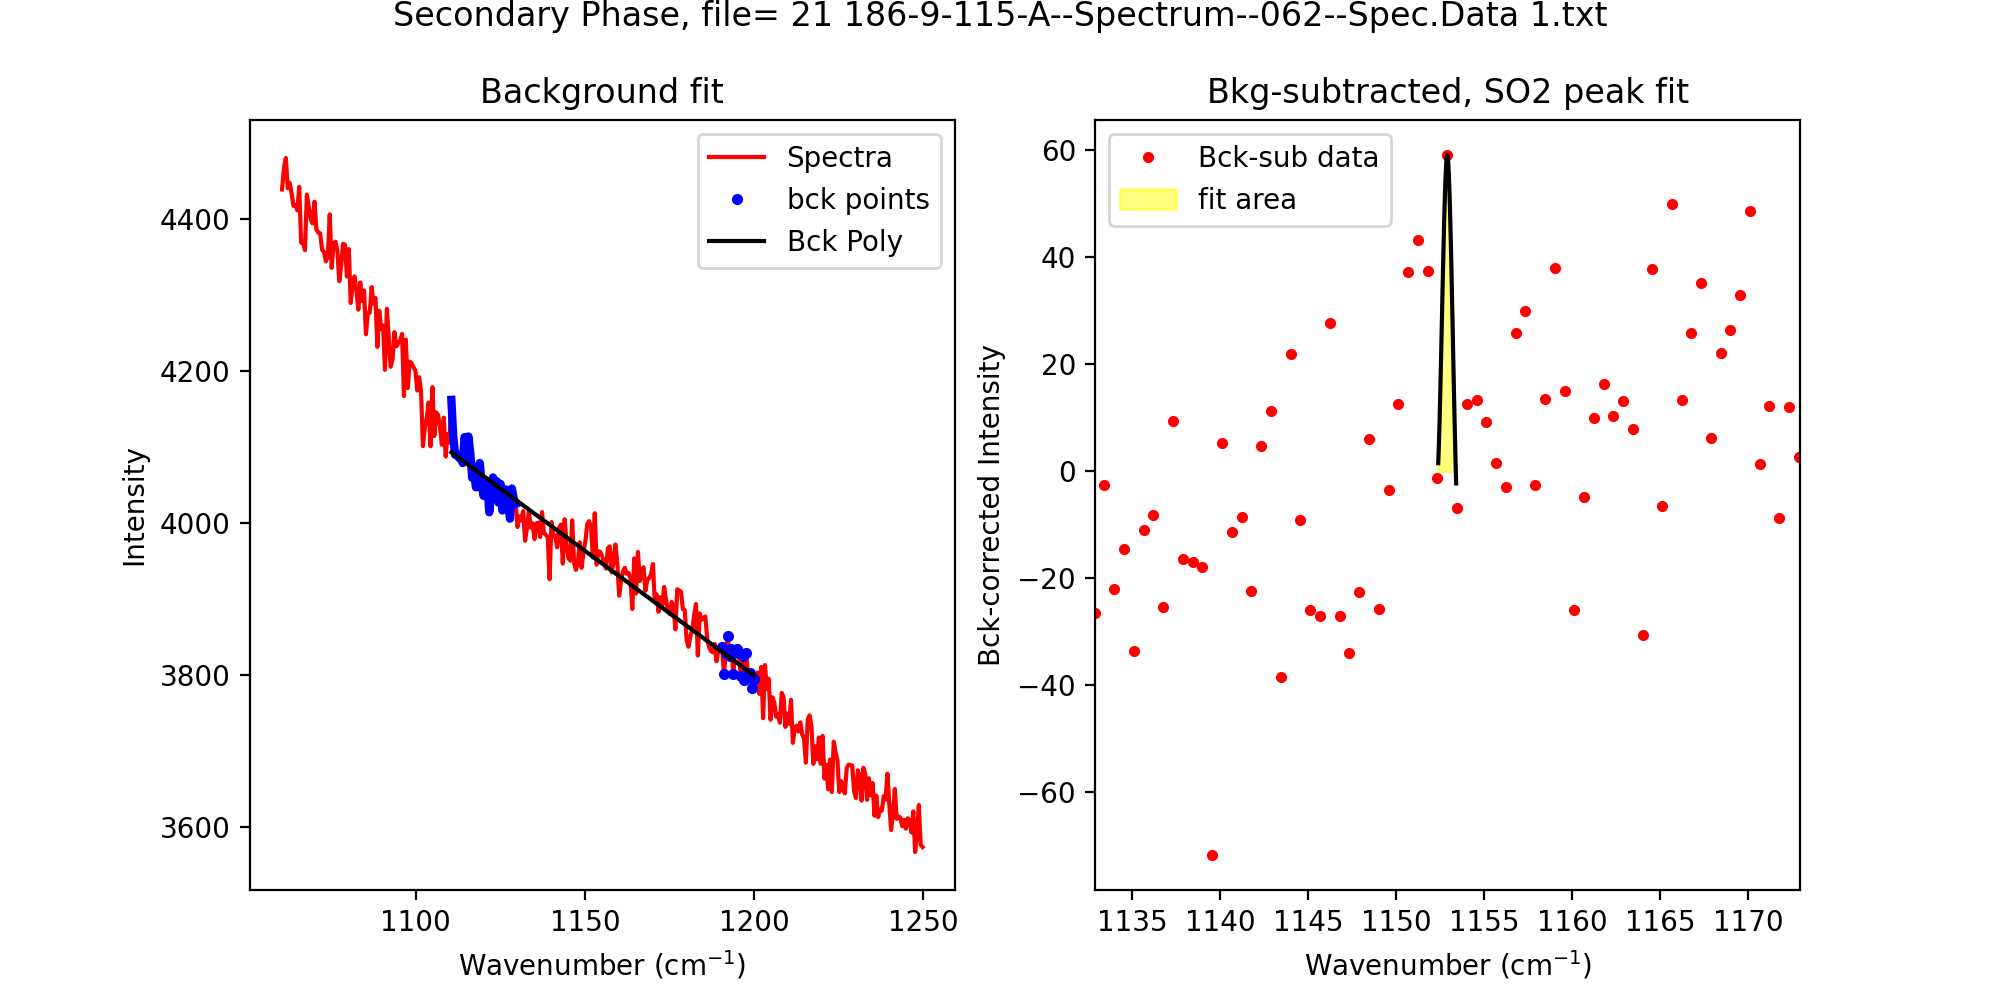 Secondary Phase, file= 21 186-9-115-A--Spectrum--062--Spec.Data 1.txt
Background fit
Spectra
bck points
Bck Poly
4400
4200
4000
3800
3600
Intensity
1100 1150 1200 1250
Wavenumber (cm⁻¹)
Bkg-subtracted, SO2 peak fit
Bck-sub data
fit area
60
40
20
0
−20
−40
−60
Bck-corrected Intensity
1135 1140 1145 1150 1155 1160 1165 1170
Wavenumber (cm⁻¹)